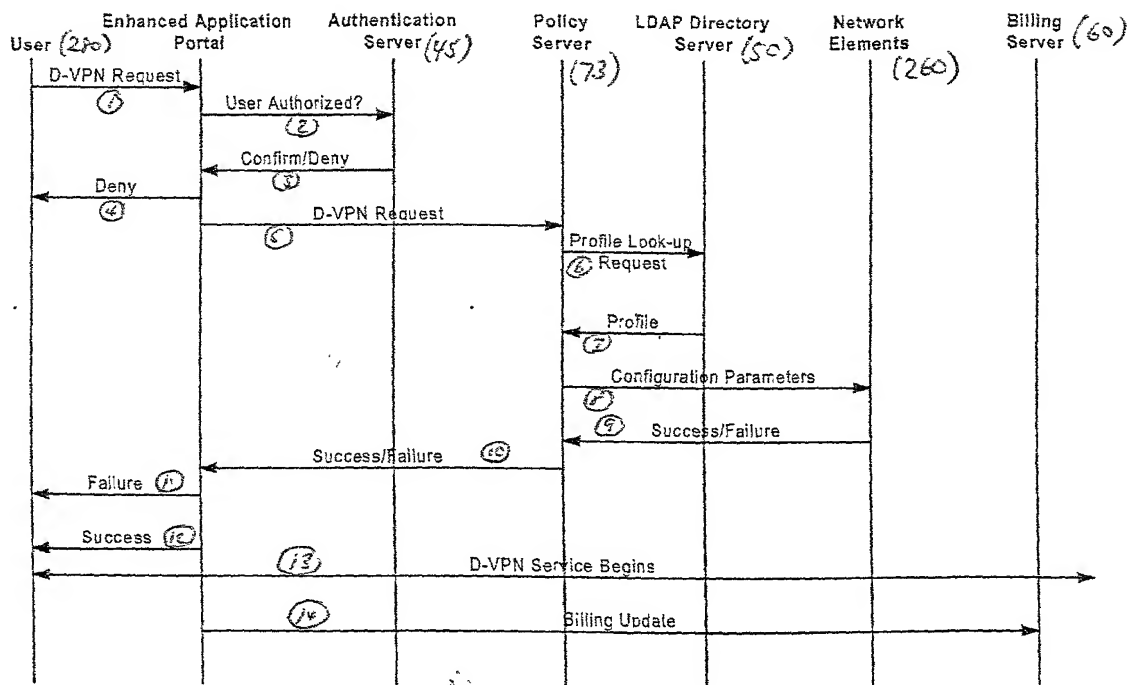 User (280)
Enhanced Application
Portal
Authentication
Server (45)
Policy
Server
(73)
LDAP Directory
Server (50)
Network
Elements
(260)
Billing
Server (60)
D-VPN Request
1
User Authorized?
2
Confirm/Deny
3
Deny
4
D-VPN Request
5
Profile Look-up
6 Request
Profile
7
Configuration Parameters
8
9
Success/Failure
Success/Failure 10
Failure 11
Success 12
13
D-VPN Service Begins
14
Billing Update